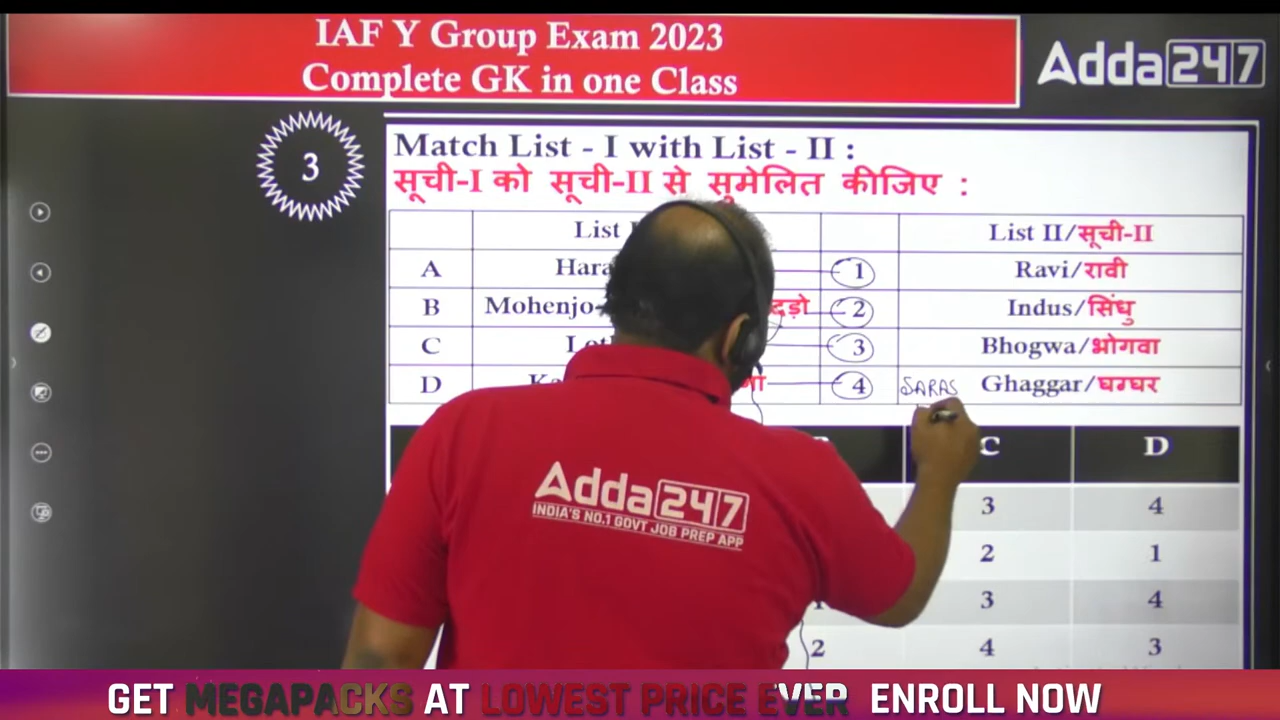 IAF Y Group Exam 2023
Complete GK in one Class
Adda247
3
Match List - I with List - II :
सूची-I को सूची-II से सुमेलित कीजिए :
List II/सूची-II
A 1 Ravi/रावी
B Mohenjo 2 Indus/सिंधु
C 3 Bhogwa/भोगवा
D 4 SARAS Ghaggar/घग्घर
C D
3 4
2 1
3 4
2 4 3
Adda247
INDIA'S NO.1 GOVT JOB PREP APP
GET MEGAPACKS AT LOWEST PRICE EVER ENROLL NOW